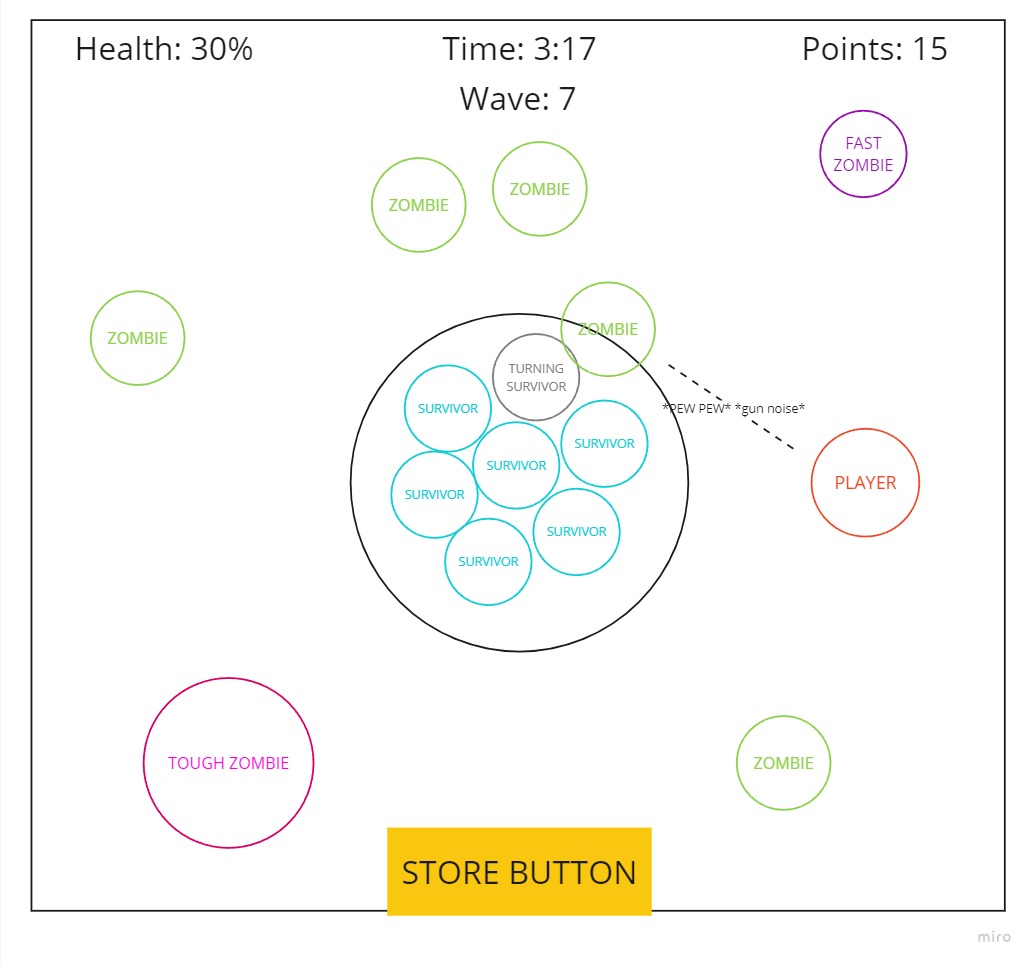 Health: 30%
Time: 3:17
Points: 15
Wave: 7
FAST
ZOMBIE
ZOMBIE
ZOMBIE
ZOMBIE
ZOMBIE
TURNING
SURVIVOR
SURVIVOR
*PEW PEW* *gun noise*
SURVIVOR
SURVIVOR
PLAYER
SURVIVOR
SURVIVOR
SURVIVOR
TOUGH ZOMBIE
ZOMBIE
STORE BUTTON
miro